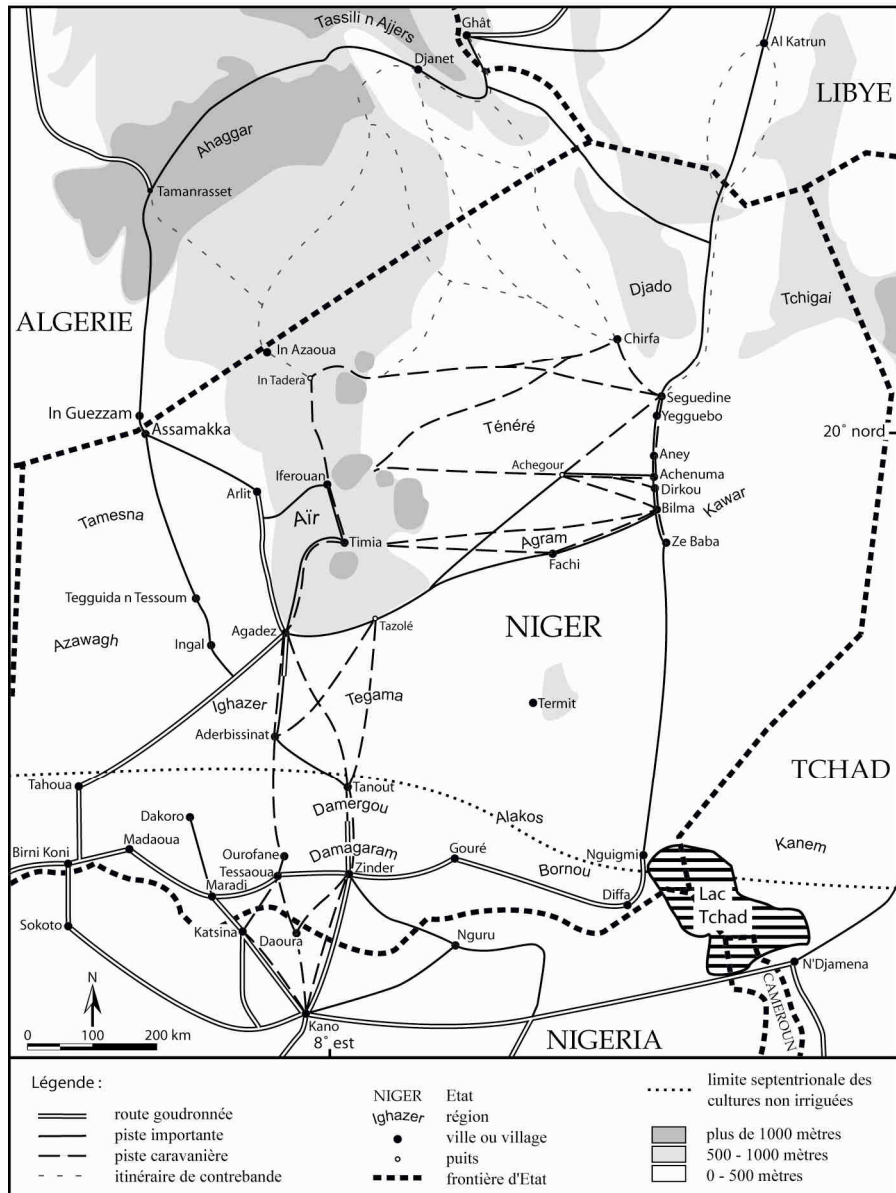 Tassili n Ajjers
Ghât
Al Katrun
Djanet
LIBYE
Ahaggar
Tamanrasset
Djado
Tchigai
ALGERIE
In Azaoua
Chirfa
In Tadera
Seguedine
In Guezzam
Yegguebo
Assamakka
Ténéré
20° nord
Aney
Achegour
Achenuma
Iferouan
Dirkou
Arlit
Kawar
Aïr
Bilma
Tamesna
Timia
Agram
Ze Baba
Fachi
Tegguida n Tessoum
NIGER
Tazolé
Agadez
Azawagh
Ingal
Tegama
Ighazer
Termit
Aderbissinat
TCHAD
Tahoua
Tanout
Damergou
Dakoro
Alakos
Madaoua
Kanem
Birni Koni
Ourofane
Damagaram
Gouré
Nguigmi
Tessaoua
Zinder
Bornou
Maradi
Diffa
Lac
Tchad
Sokoto
Katsina
Daoura
Nguru
N'Djamena
N
CAMEROUN
Kano
0 100 200 km
8° est
NIGERIA
Légende :
route goudronnée
piste importante
piste caravanière
itinéraire de contrebande
NIGER Etat
Ighazer région
ville ou village
puits
frontière d'Etat
limite septentrionale des
cultures non irriguées
plus de 1000 mètres
500 - 1000 mètres
0 - 500 mètres